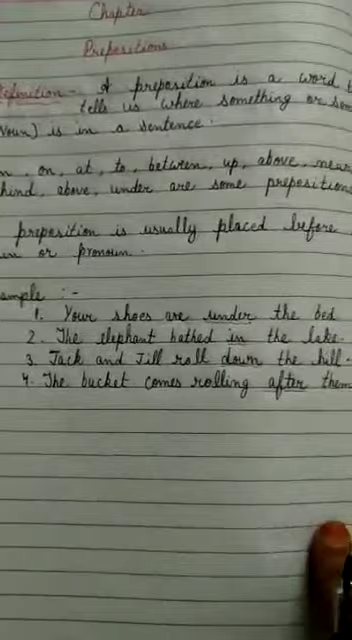 Chapter
Prepositions
Definition - A preposition is a word t
tells us where something or som
Noun) is in a sentence.
n, on, at, to, between, up, above, near
hind, above, under are some preposition
preposition is usually placed before
un or pronoun.
ample :-
1. Your shoes are under the bed
2. The elephant bathed in the lake.
3. Jack and Jill roll down the hill.
4. The bucket comes rolling after them